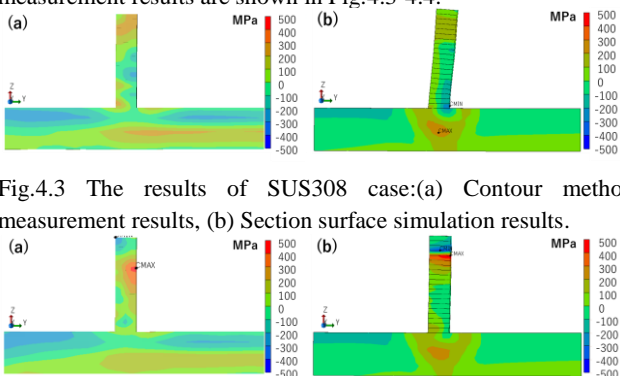 measurement results are shown in Fig.4.3-4.4.
(a) MPa
500
400
300
200
100
0
-100
-200
-300
-400
-500
Z
Y
(b) MPa
500
400
300
200
100
0
-100
-200
-300
-400
-500
CMIN
CMAX
Z
Y
Fig.4.3 The results of SUS308 case:(a) Contour metho
measurement results, (b) Section surface simulation results.
(a) MPa
500
400
300
200
100
0
-100
-200
-300
-400
-500
CMAX
Z
Y
(b) MPa
500
400
300
200
100
0
-100
-200
-300
-400
-500
CMAX
Z
Y